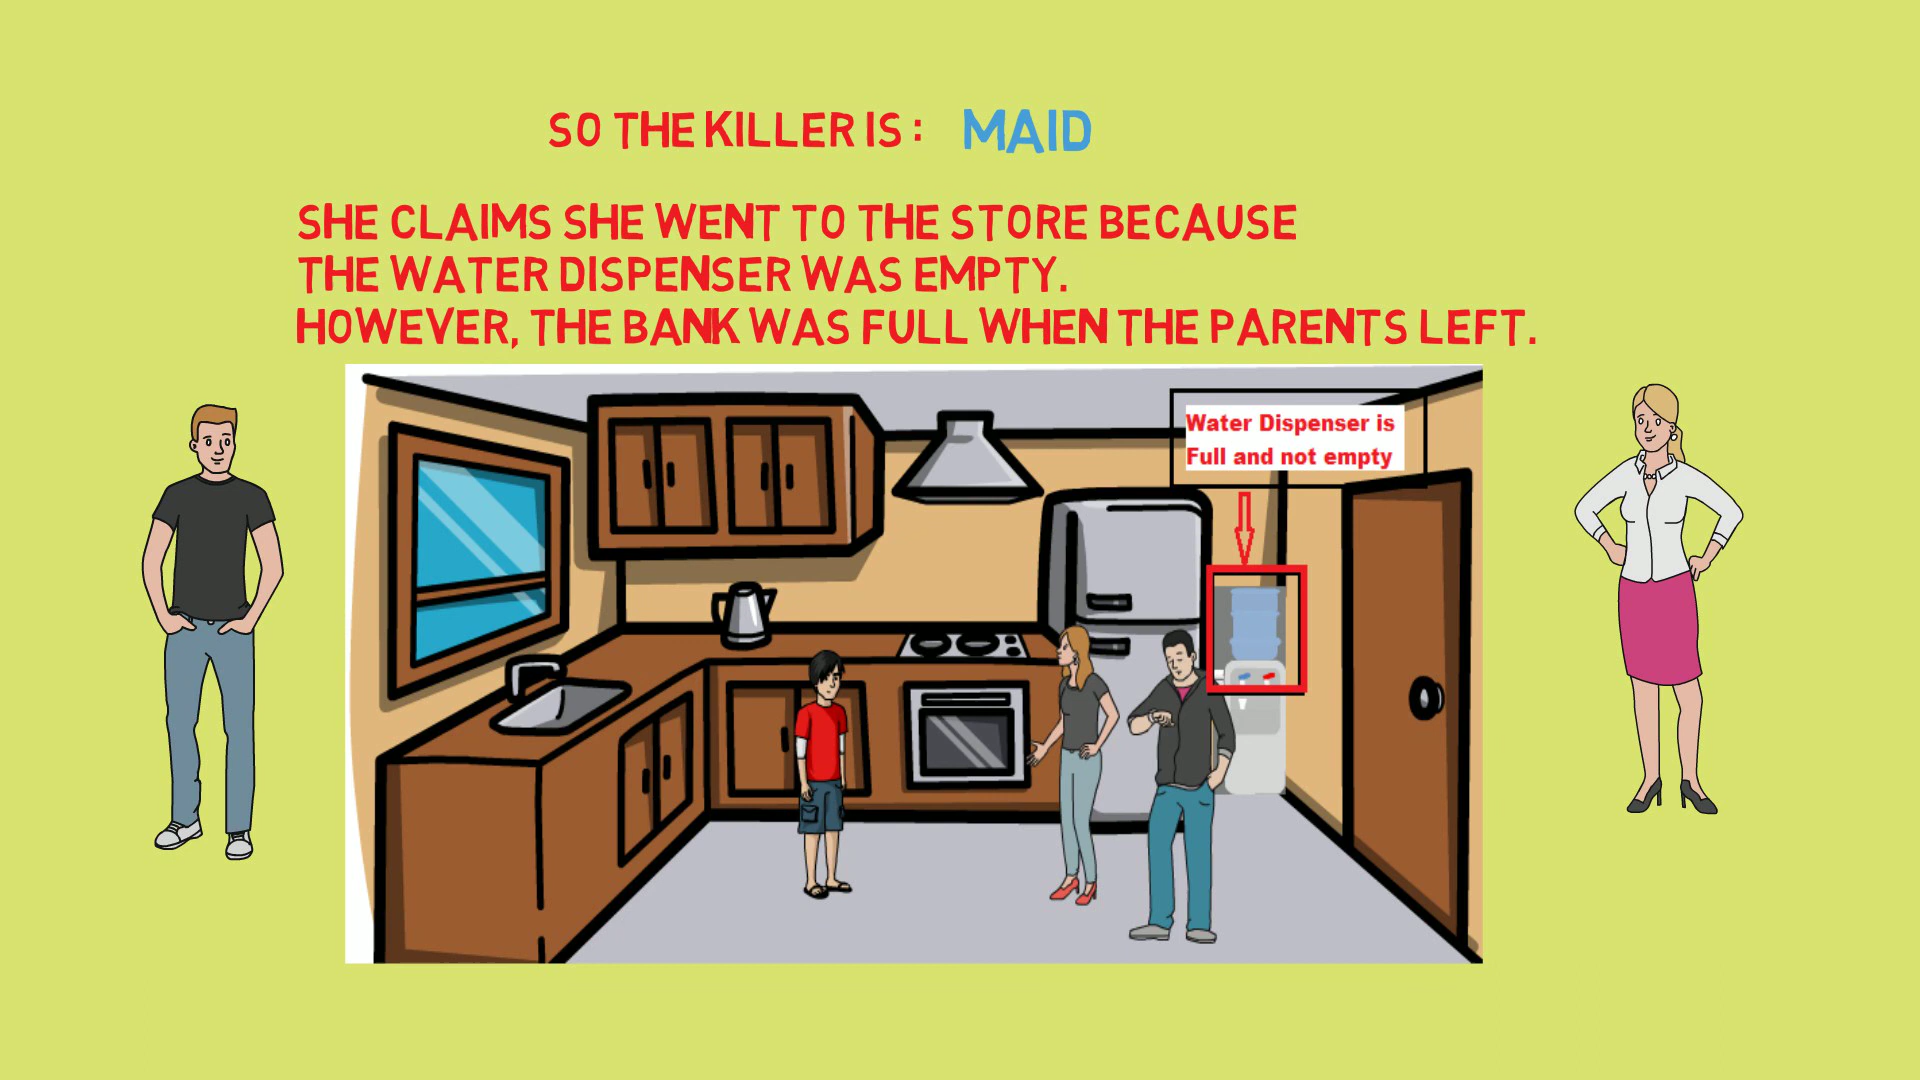 SO THE KILLER IS : MAID
SHE CLAIMS SHE WENT TO THE STORE BECAUSE
THE WATER DISPENSER WAS EMPTY.
HOWEVER, THE BANK WAS FULL WHEN THE PARENTS LEFT.
Water Dispenser is
Full and not empty